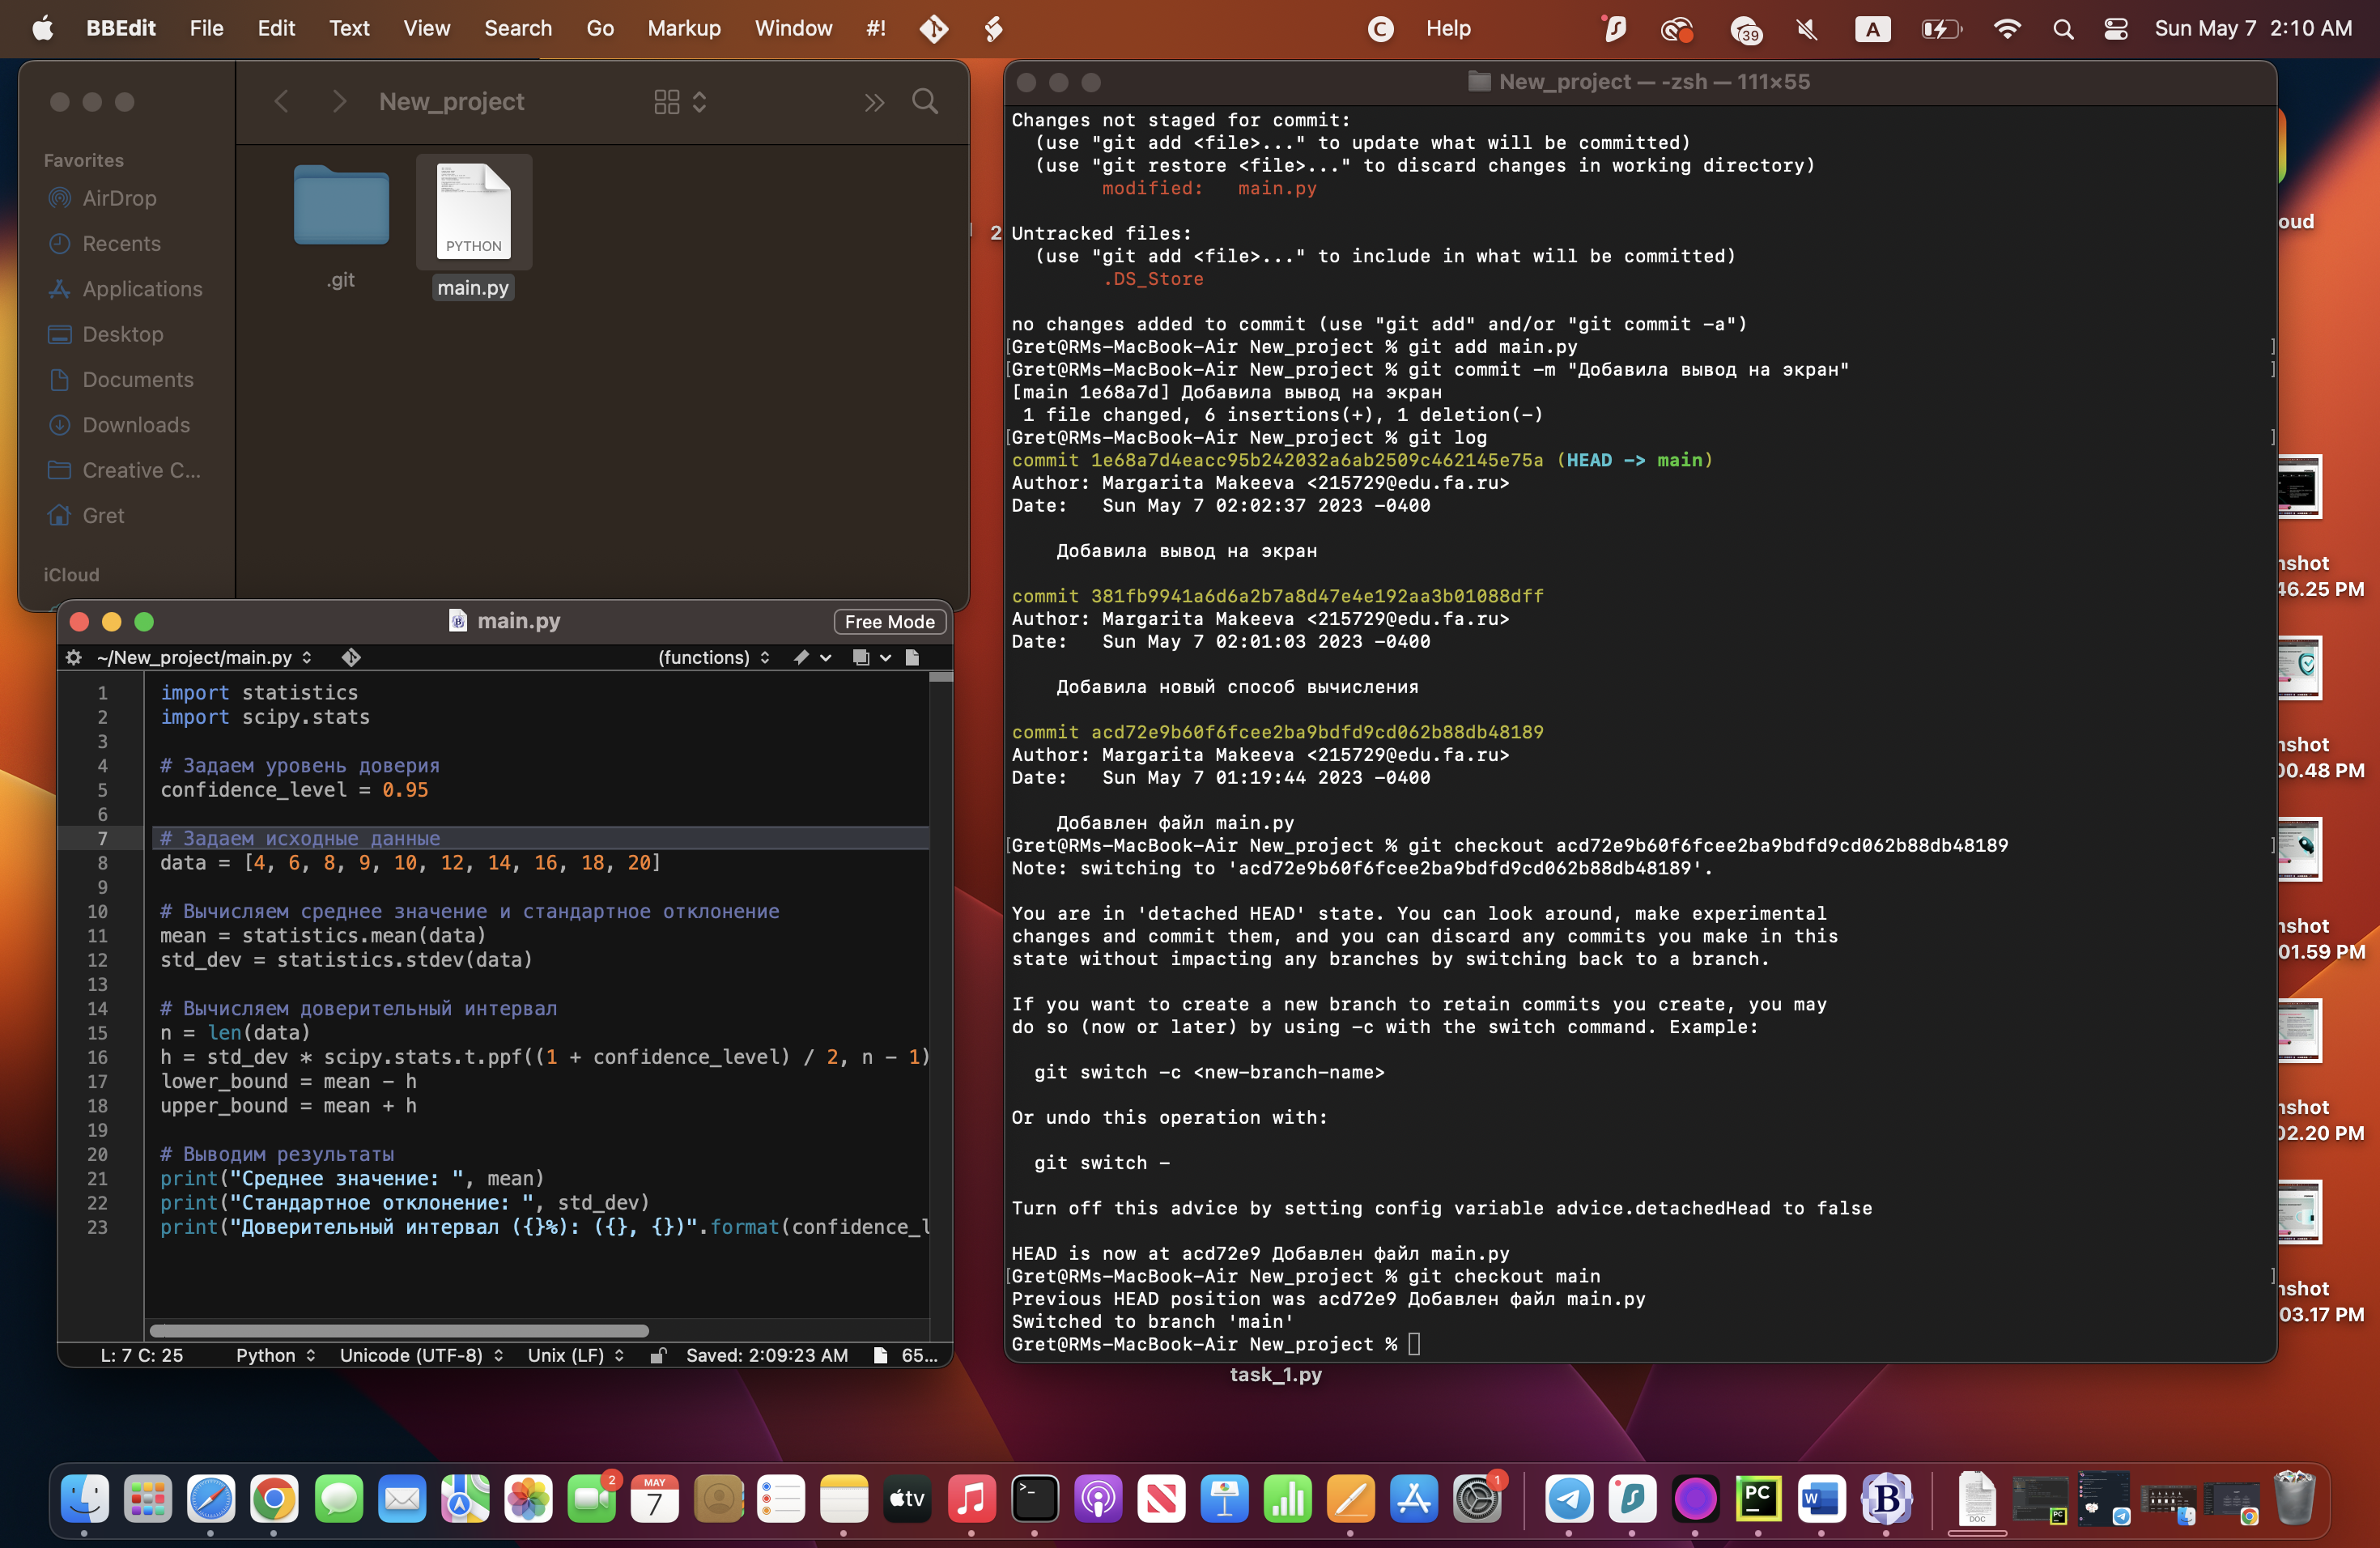 BBEdit File Edit Text View Search Go Markup Window #! Help 39 A Sun May 7 2:10 AM
New_project
Favorites
AirDrop
Recents
Applications
Desktop
Documents
Downloads
Creative C...
Gret
iCloud
PYTHON
.git
main.py
main.py
Free Mode
~/New_project/main.py
(functions)
1 import statistics
2 import scipy.stats
3
4 # Задаем уровень доверия
5 confidence_level = 0.95
6
7 # Задаем исходные данные
8 data = [4, 6, 8, 9, 10, 12, 14, 16, 18, 20]
9
10 # Вычисляем среднее значение и стандартное отклонение
11 mean = statistics.mean(data)
12 std_dev = statistics.stdev(data)
13
14 # Вычисляем доверительный интервал
15 n = len(data)
16 h = std_dev * scipy.stats.t.ppf((1 + confidence_level) / 2, n - 1)
17 lower_bound = mean - h
18 upper_bound = mean + h
19
20 # Выводим результаты
21 print("Среднее значение: ", mean)
22 print("Стандартное отклонение: ", std_dev)
23 print("Доверительный интервал ({}%): ({}, {})".format(confidence_l
L: 7 C: 25 Python Unicode (UTF-8) Unix (LF) Saved: 2:09:23 AM 65...
New_project — -zsh — 111×55
Changes not staged for commit:
(use "git add <file>..." to update what will be committed)
(use "git restore <file>..." to discard changes in working directory)
modified: main.py
Untracked files:
(use "git add <file>..." to include in what will be committed)
.DS_Store
no changes added to commit (use "git add" and/or "git commit -a")
[Gret@RMs-MacBook-Air New_project % git add main.py ]
[Gret@RMs-MacBook-Air New_project % git commit -m "Добавила вывод на экран" ]
[main 1e68a7d] Добавила вывод на экран
1 file changed, 6 insertions(+), 1 deletion(-)
[Gret@RMs-MacBook-Air New_project % git log ]
commit 1e68a7d4eacc95b242032a6ab2509c462145e75a (HEAD -> main)
Author: Margarita Makeeva <215729@edu.fa.ru>
Date: Sun May 7 02:02:37 2023 -0400
Добавила вывод на экран
commit 381fb9941a6d6a2b7a8d47e4e192aa3b01088dff
Author: Margarita Makeeva <215729@edu.fa.ru>
Date: Sun May 7 02:01:03 2023 -0400
Добавила новый способ вычисления
commit acd72e9b60f6fcee2ba9bdfd9cd062b88db48189
Author: Margarita Makeeva <215729@edu.fa.ru>
Date: Sun May 7 01:19:44 2023 -0400
Добавлен файл main.py
[Gret@RMs-MacBook-Air New_project % git checkout acd72e9b60f6fcee2ba9bdfd9cd062b88db48189 ]
Note: switching to 'acd72e9b60f6fcee2ba9bdfd9cd062b88db48189'.
You are in 'detached HEAD' state. You can look around, make experimental
changes and commit them, and you can discard any commits you make in this
state without impacting any branches by switching back to a branch.
If you want to create a new branch to retain commits you create, you may
do so (now or later) by using -c with the switch command. Example:
git switch -c <new-branch-name>
Or undo this operation with:
git switch -
Turn off this advice by setting config variable advice.detachedHead to false
HEAD is now at acd72e9 Добавлен файл main.py
[Gret@RMs-MacBook-Air New_project % git checkout main ]
Previous HEAD position was acd72e9 Добавлен файл main.py
Switched to branch 'main'
Gret@RMs-MacBook-Air New_project %
2
oud
nshot
46.25 PM
nshot
00.48 PM
nshot
01.59 PM
nshot
02.20 PM
nshot
03.17 PM
task_1.py
2
MAY
7
tv
1
PC
W
B
DOC